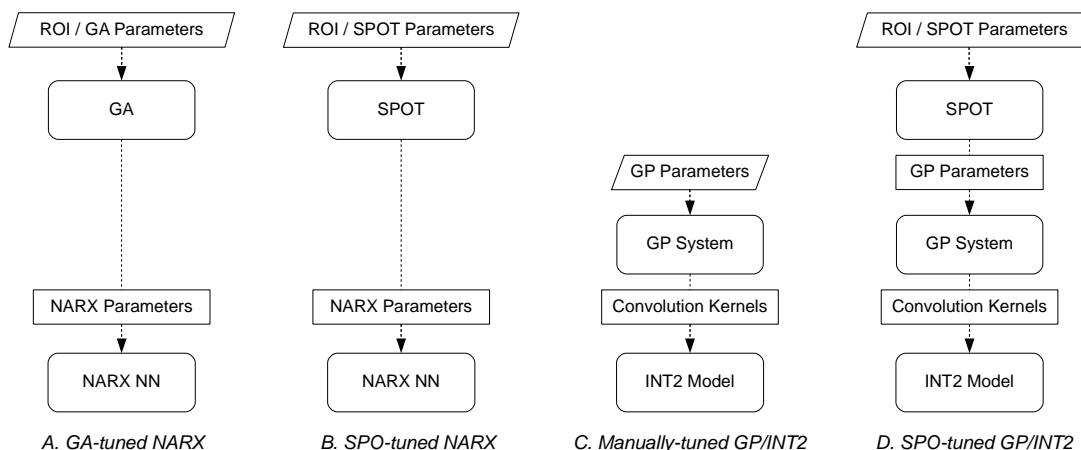 ROI / GA Parameters
GA
NARX Parameters
NARX NN
A. GA-tuned NARX
ROI / SPOT Parameters
SPOT
NARX Parameters
NARX NN
B. SPO-tuned NARX
GP Parameters
GP System
Convolution Kernels
INT2 Model
C. Manually-tuned GP/INT2
ROI / SPOT Parameters
SPOT
GP Parameters
GP System
Convolution Kernels
INT2 Model
D. SPO-tuned GP/INT2